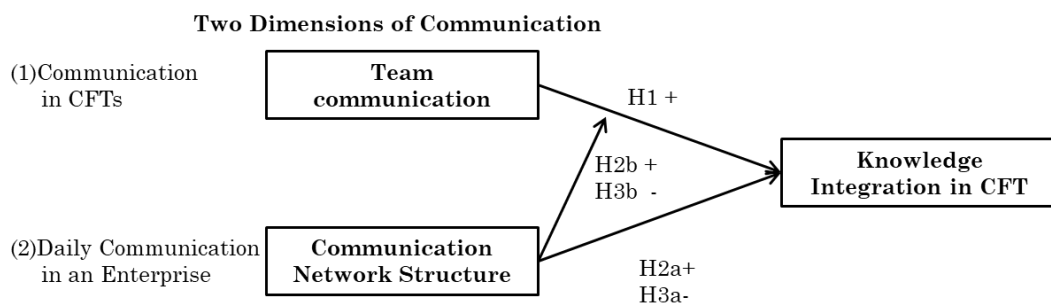 Two Dimensions of Communication
(1)Communication
in CFTs
Team
communication
H1 +
H2b +
H3b -
Knowledge
Integration in CFT
(2)Daily Communication
in an Enterprise
Communication
Network Structure
H2a+
H3a-